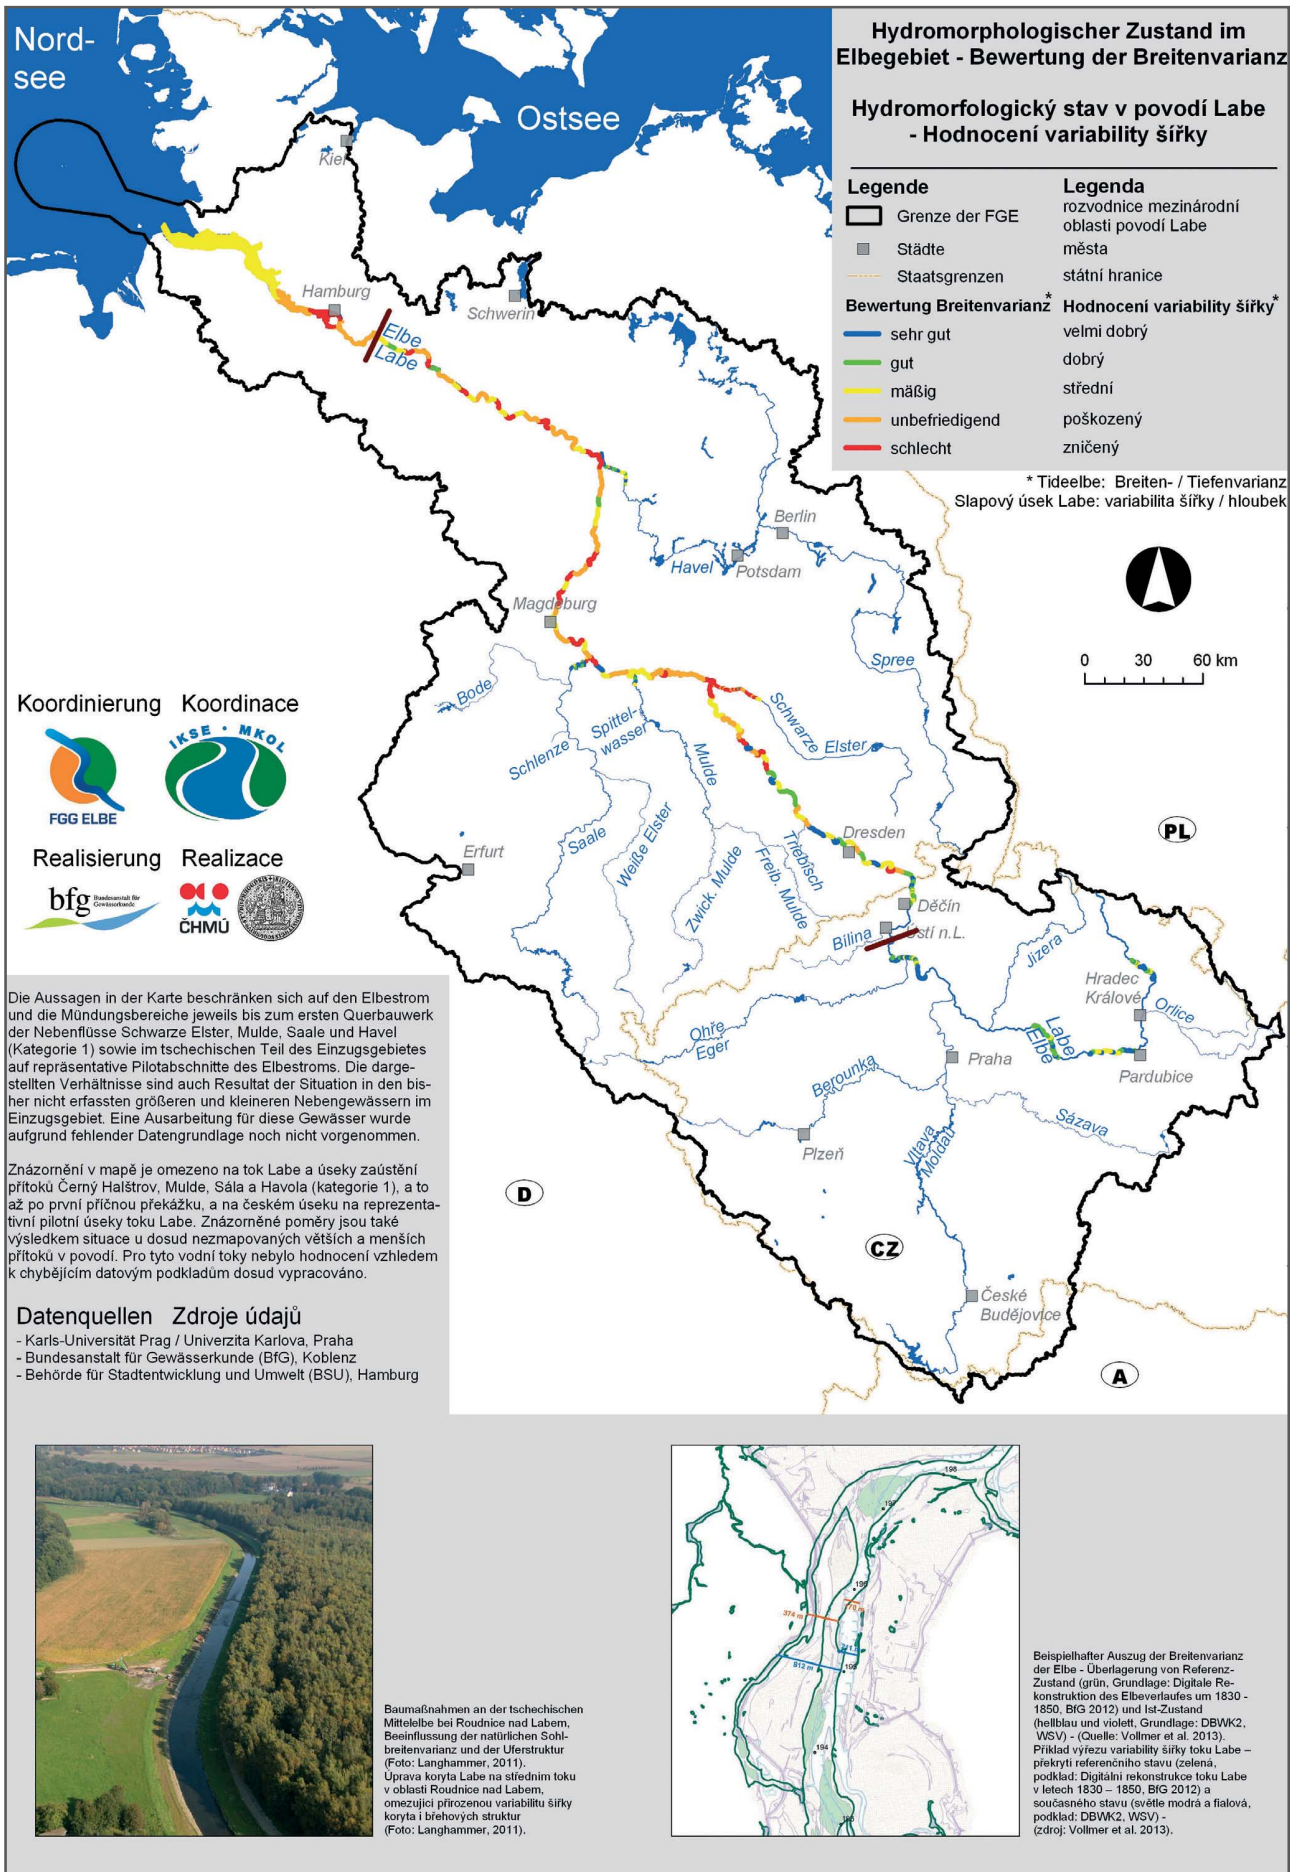 Nord-
see
Ostsee
Hydromorphologischer Zustand im
Elbegebiet - Bewertung der Breitenvarianz
Hydromorfologický stav v povodí Labe
- Hodnocení variability šířky
Legende Legenda
Grenze der FGE rozvodnice mezinárodní
oblasti povodí Labe
Städte města
Staatsgrenzen státní hranice
Bewertung Breitenvarianz* Hodnocení variability šířky*
sehr gut velmi dobrý
gut dobrý
mäßig střední
unbefriedigend poškozený
schlecht zničený
* Tideelbe: Breiten- / Tiefenvarianz
Slapový úsek Labe: variabilita šířky / hloubek
0 30 60 km
Kiel
Hamburg
Schwerin
Elbe
Labe
Berlin
Havel
Potsdam
Magdeburg
Spree
Bode
Schlenze
Spittel-
wasser
Mulde
Schwarze Elster
Saale
Weiße Elster
Zwick. Mulde
Freib. Mulde
Triebisch
Dresden
Erfurt
Děčín
Ústí n.L.
Bílina
Jizera
Hradec
Králové
Orlice
Labe
Elbe
Pardubice
Ohře
Eger
Praha
Berounka
Sázava
Plzeň
Vltava
Moldau
České
Budějovice
PL
D
CZ
A
Koordinierung Koordinace
FGG ELBE
IKSE • MKOL
Realisierung Realizace
bfg Bundesanstalt für
Gewässerkunde
ČHMÚ
Die Aussagen in der Karte beschränken sich auf den Elbestrom
und die Mündungsbereiche jeweils bis zum ersten Querbauwerk
der Nebenflüsse Schwarze Elster, Mulde, Saale und Havel
(Kategorie 1) sowie im tschechischen Teil des Einzugsgebietes
auf repräsentative Pilotabschnitte des Elbestroms. Die darge-
stellten Verhältnisse sind auch Resultat der Situation in den bis-
her nicht erfassten größeren und kleineren Nebengewässern im
Einzugsgebiet. Eine Ausarbeitung für diese Gewässer wurde
aufgrund fehlender Datengrundlage noch nicht vorgenommen.
Znázornění v mapě je omezeno na tok Labe a úseky zaústění
přítoků Černý Halštrov, Mulde, Sála a Havola (kategorie 1), a to
až po první příčnou překážku, a na českém úseku na reprezenta-
tivní pilotní úseky toku Labe. Znázorněné poměry jsou také
výsledkem situace u dosud nezmapovaných větších a menších
přítoků v povodí. Pro tyto vodní toky nebylo hodnocení vzhledem
k chybějícím datovým podkladům dosud vypracováno.
Datenquellen Zdroje údajů
- Karls-Universität Prag / Univerzita Karlova, Praha
- Bundesanstalt für Gewässerkunde (BfG), Koblenz
- Behörde für Stadtentwicklung und Umwelt (BSU), Hamburg
Baumaßnahmen an der tschechischen
Mittelelbe bei Roudnice nad Labem,
Beeinflussung der natürlichen Sohl-
breitenvarianz und der Uferstruktur
(Foto: Langhammer, 2011).
Úprava koryta Labe na středním toku
v oblasti Roudnice nad Labem,
omezující přirozenou variabilitu šířky
koryta i břehových struktur
(Foto: Langhammer, 2011).
198
197
196
374 m
812 m
195
194
Beispielhafter Auszug der Breitenvarianz
der Elbe - Überlagerung von Referenz-
Zustand (grün, Grundlage: Digitale Re-
konstruktion des Elbeverlaufes um 1830 -
1850, BfG 2012) und Ist-Zustand
(hellblau und violett, Grundlage: DBWK2,
WSV) - (Quelle: Vollmer et al. 2013).
Příklad výřezu variability šířky toku Labe –
překrytí referenčního stavu (zelená,
podklad: Digitální rekonstrukce toku Labe
v letech 1830 – 1850, BfG 2012) a
současného stavu (světle modrá a fialová,
podklad: DBWK2, WSV) -
(zdroj: Vollmer et al. 2013).